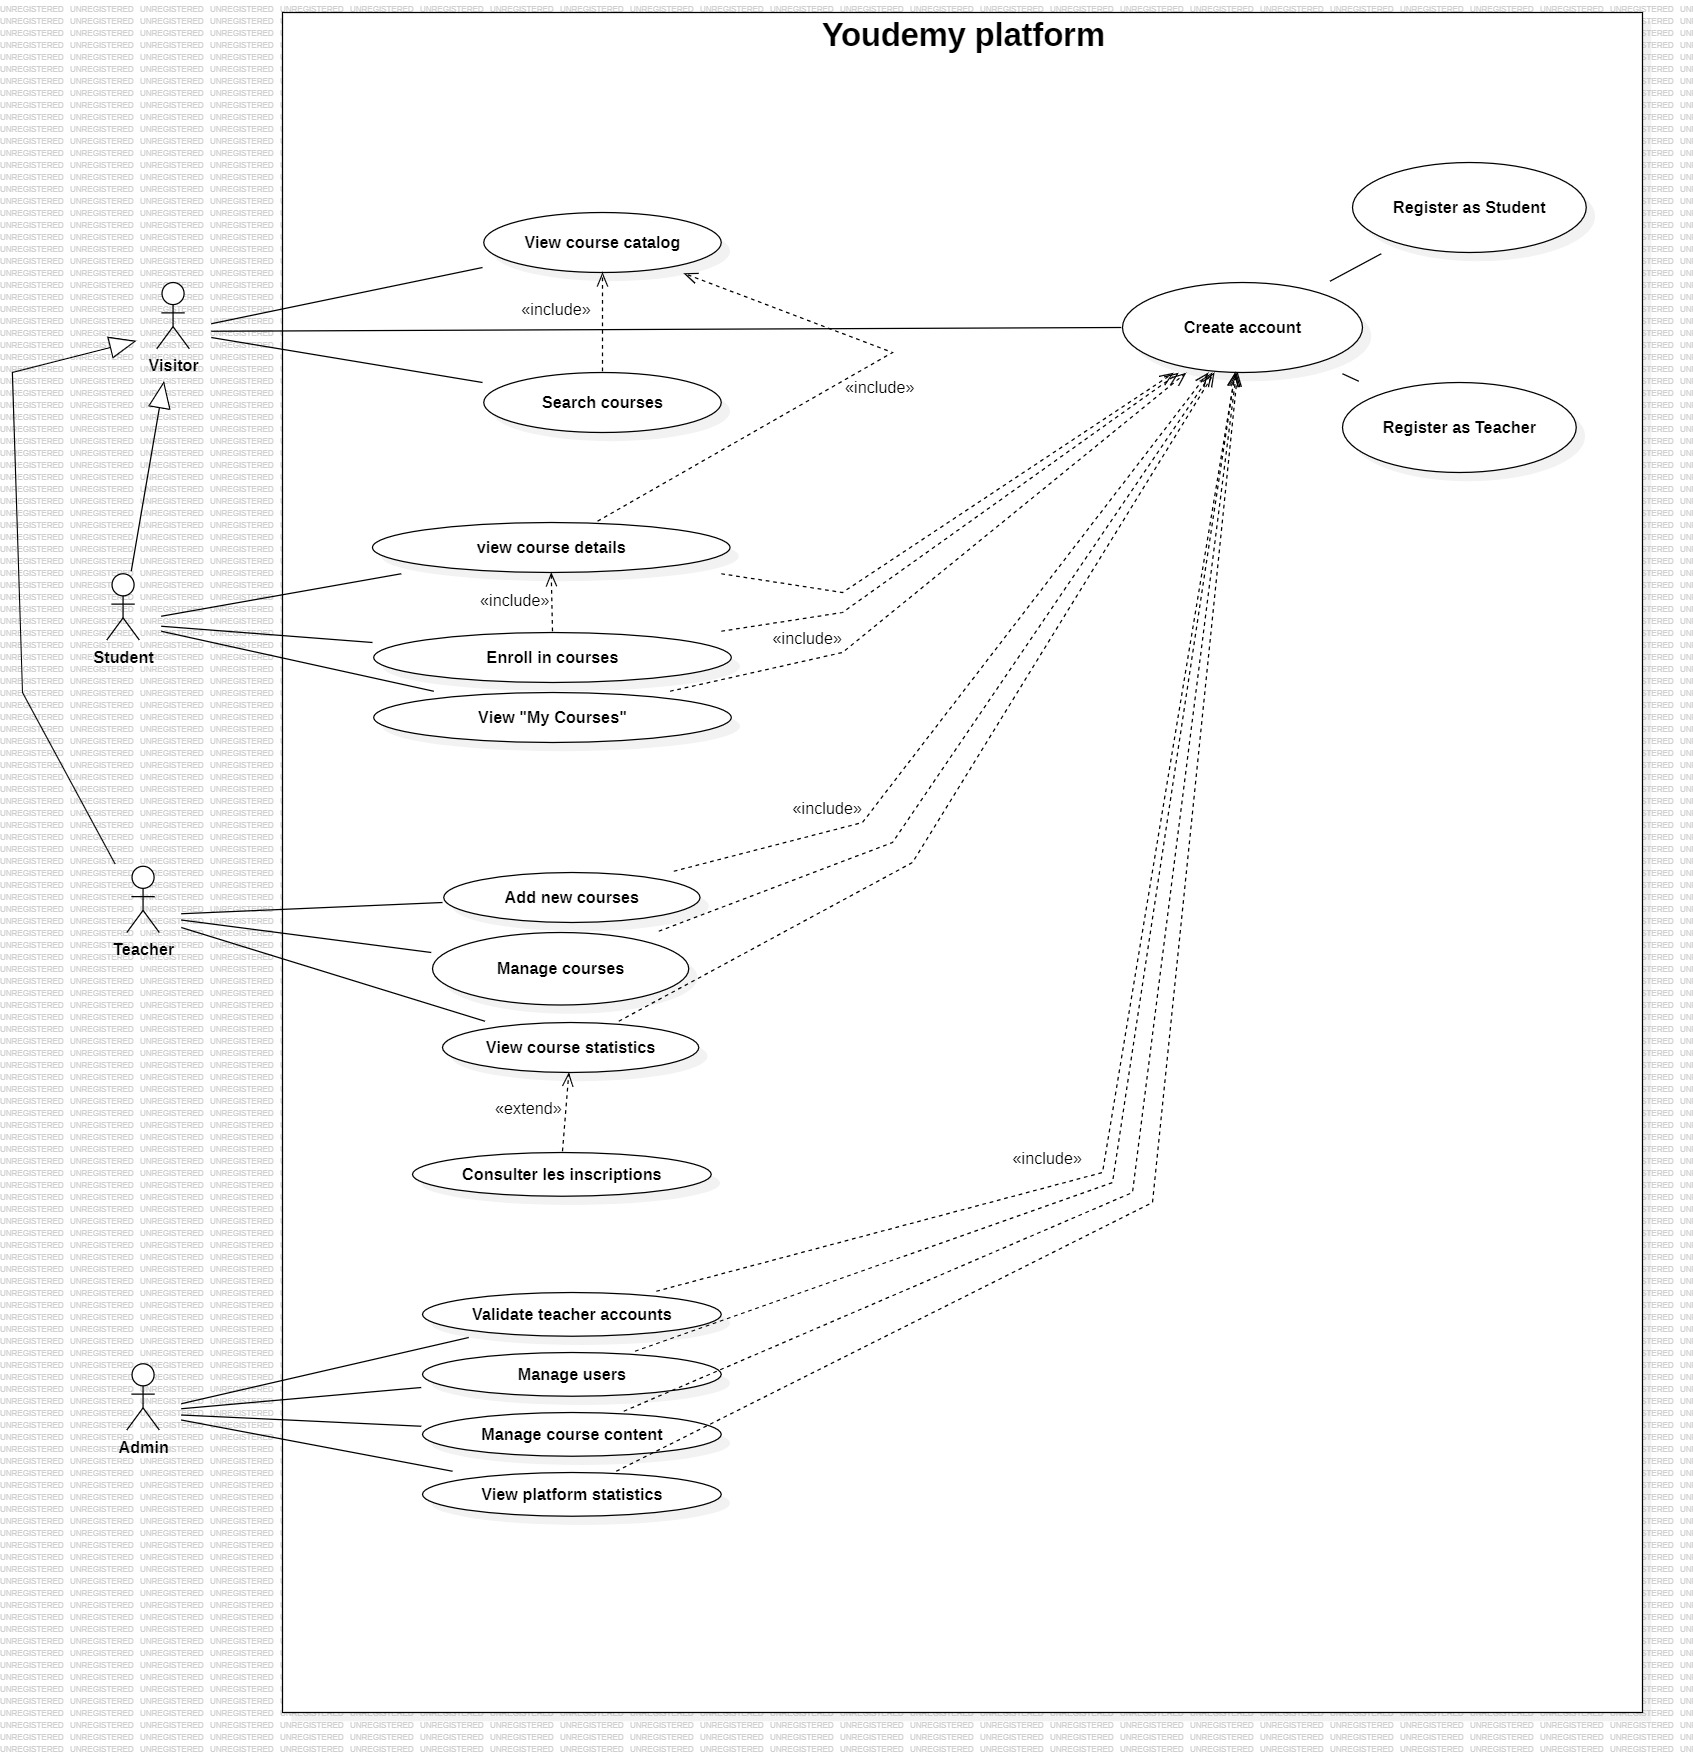 Youdemy platform
Register as Student
View course catalog
Visitor
«include»
Create account
«include»
Search courses
Register as Teacher
view course details
Student
«include»
«include»
Enroll in courses
View "My Courses"
«include»
Teacher
Add new courses
Manage courses
View course statistics
«extend»
Consulter les inscriptions
«include»
Validate teacher accounts
Admin
Manage users
Manage course content
View platform statistics
UNREGISTERED